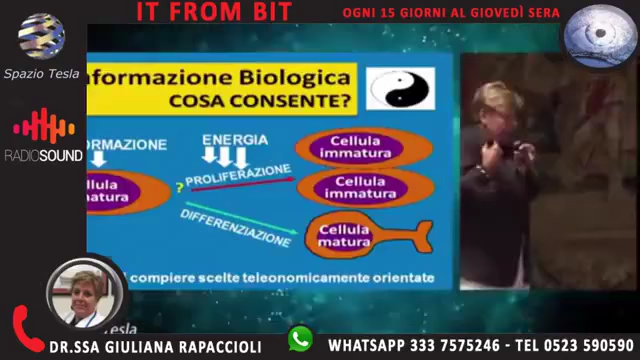 IT FROM BIT
OGNI 15 GIORNI AL GIOVEDÌ SERA
Spazio Tesla
RADIOSOUND
nformazione Biologica
COSA CONSENTE?
ORMAZIONE
ENERGIA
Cellula
immatura
PROLIFERAZIONE
llula
matura
?
Cellula
immatura
DIFFERENZIAZIONE
Cellula
matura
compiere scelte teleonomicamente orientate
Tesla
DR.SSA GIULIANA RAPACCIOLI
WHATSAPP 333 7575246 - TEL 0523 590590